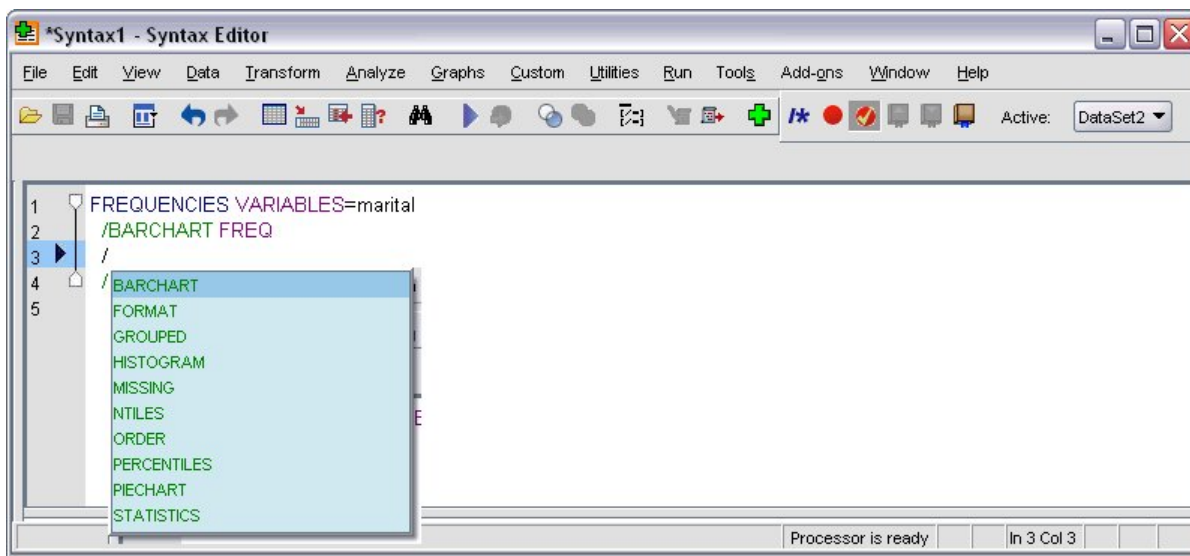 *Syntax1 - Syntax Editor
File Edit View Data Transform Analyze Graphs Custom Utilities Run Tools Add-ons Window Help
Active: DataSet2
1 FREQUENCIES VARIABLES=marital
2 /BARCHART FREQ
3 /
4 /
5
BARCHART
FORMAT
GROUPED
HISTOGRAM
MISSING
NTILES
ORDER
PERCENTILES
PIECHART
STATISTICS
Processor is ready In 3 Col 3